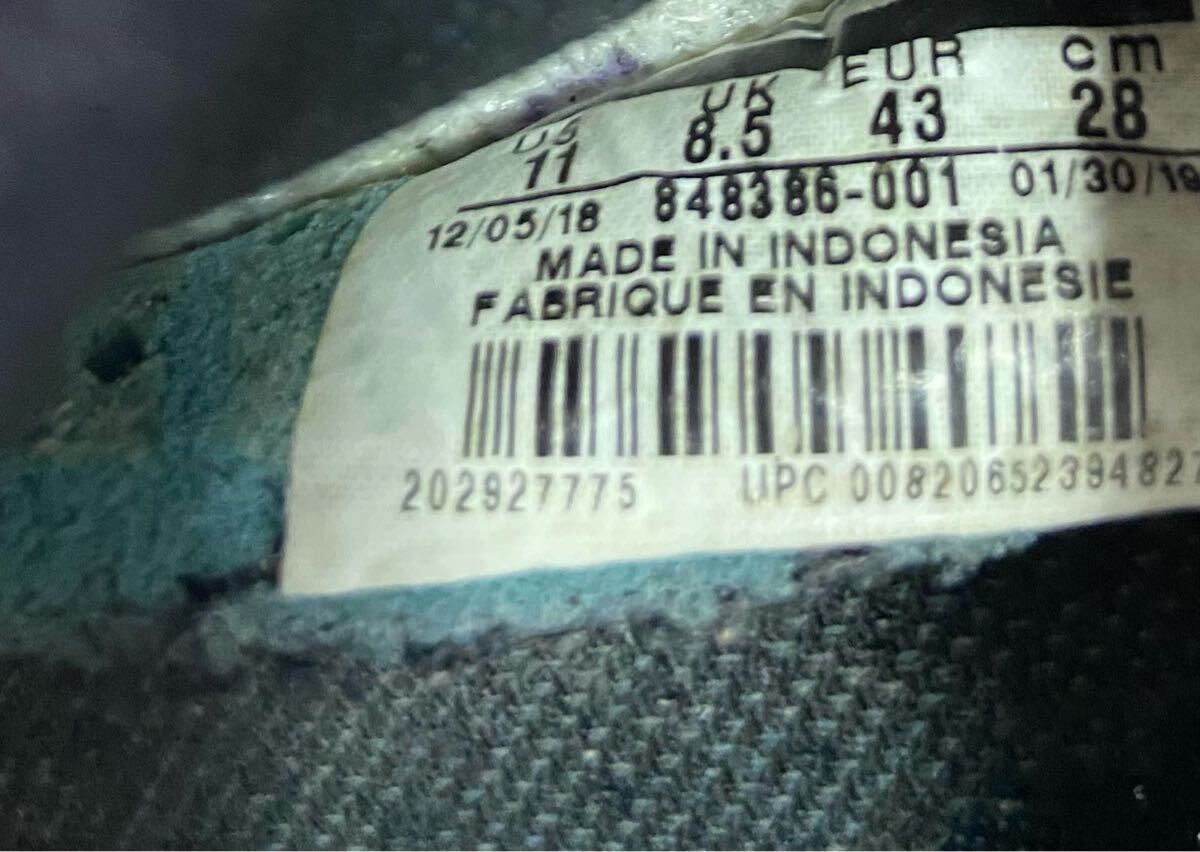 US UK EUR cm
11 8.5 43 28
12/05/18 848386-001 01/30/19
MADE IN INDONESIA
FABRIQUE EN INDONESIE
202927775 UPC 00820652394827